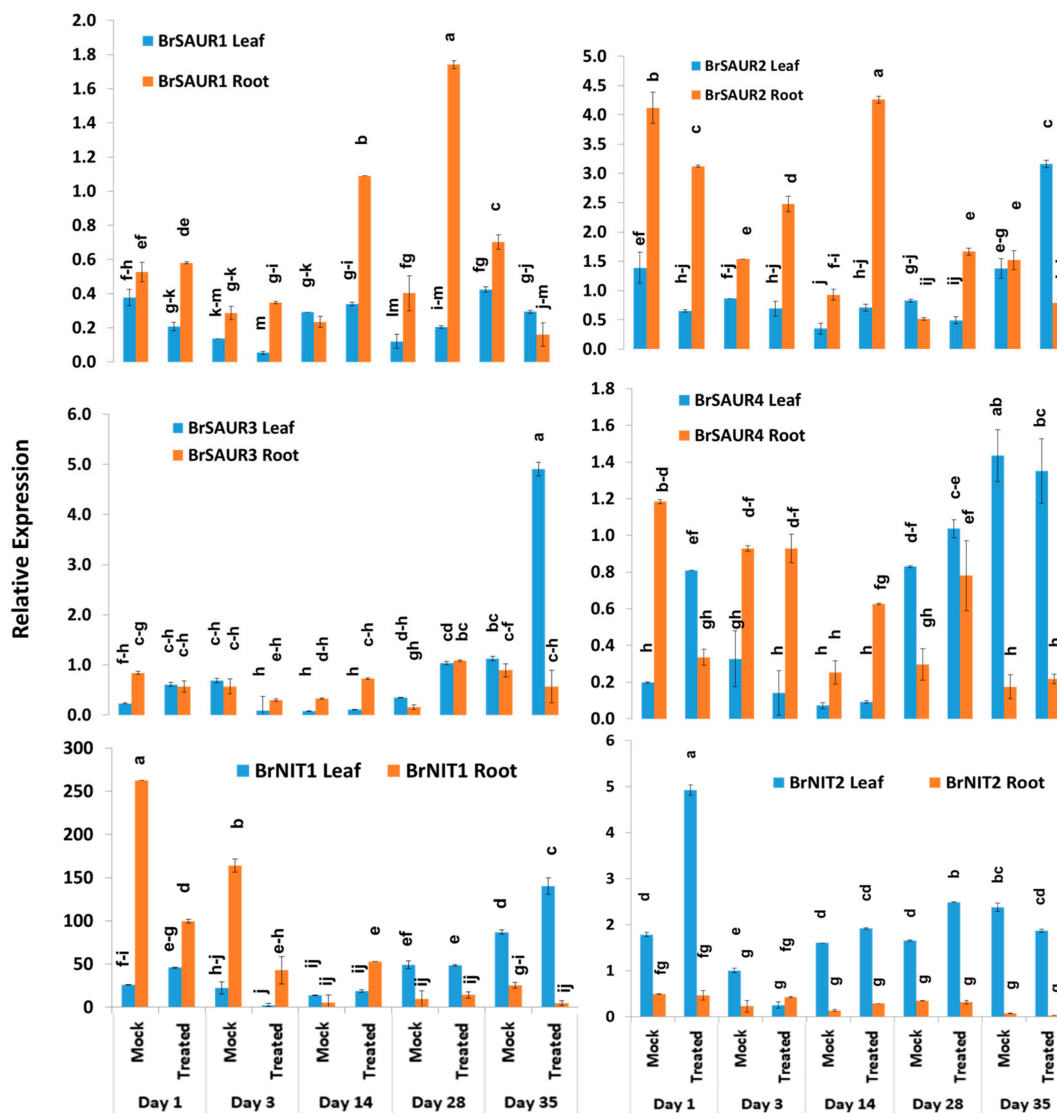 Relative Expression
BrSAUR1 Leaf
BrSAUR1 Root
2.0
1.8
1.6
1.4
1.2
1.0
0.8
0.6
0.4
0.2
0.0
f-h
ef
g-k
de
k-m
g-k
m
g-i
g-k
g-i
b
lm
fg
i-m
a
fg
c
g-j
j-m
BrSAUR2 Leaf
BrSAUR2 Root
5.0
4.5
4.0
3.5
3.0
2.5
2.0
1.5
1.0
0.5
0.0
ef
b
h-j
c
f-j
e
h-j
d
j
f-i
h-j
a
g-j
ij
ij
e
e-g
e
c
BrSAUR3 Leaf
BrSAUR3 Root
6.0
5.0
4.0
3.0
2.0
1.0
0.0
f-h
c-g
c-h
c-h
c-h
c-h
h
e-h
h
d-h
h
c-h
d-h
gh
cd
bc
bc
c-f
a
c-h
BrSAUR4 Leaf
BrSAUR4 Root
1.8
1.6
1.4
1.2
1.0
0.8
0.6
0.4
0.2
0.0
h
b-d
ef
gh
gh
d-f
h
d-f
h
h
h
fg
d-f
gh
c-e
ef
ab
h
bc
h
BrNIT1 Leaf
BrNIT1 Root
300
250
200
150
100
50
0
f-i
a
e-g
d
h-j
b
j
e-h
ij
ij
ij
e
ef
ij
e
ij
d
g-i
c
ij
Mock
Treated
Mock
Treated
Mock
Treated
Mock
Treated
Mock
Treated
Day 1
Day 3
Day 14
Day 28
Day 35
BrNIT2 Leaf
BrNIT2 Root
6
5
4
3
2
1
0
d
fg
a
fg
e
g
g
fg
d
g
cd
g
d
g
b
g
bc
g
cd
g
Mock
Treated
Mock
Treated
Mock
Treated
Mock
Treated
Mock
Treated
Day 1
Day 3
Day 14
Day 28
Day 35